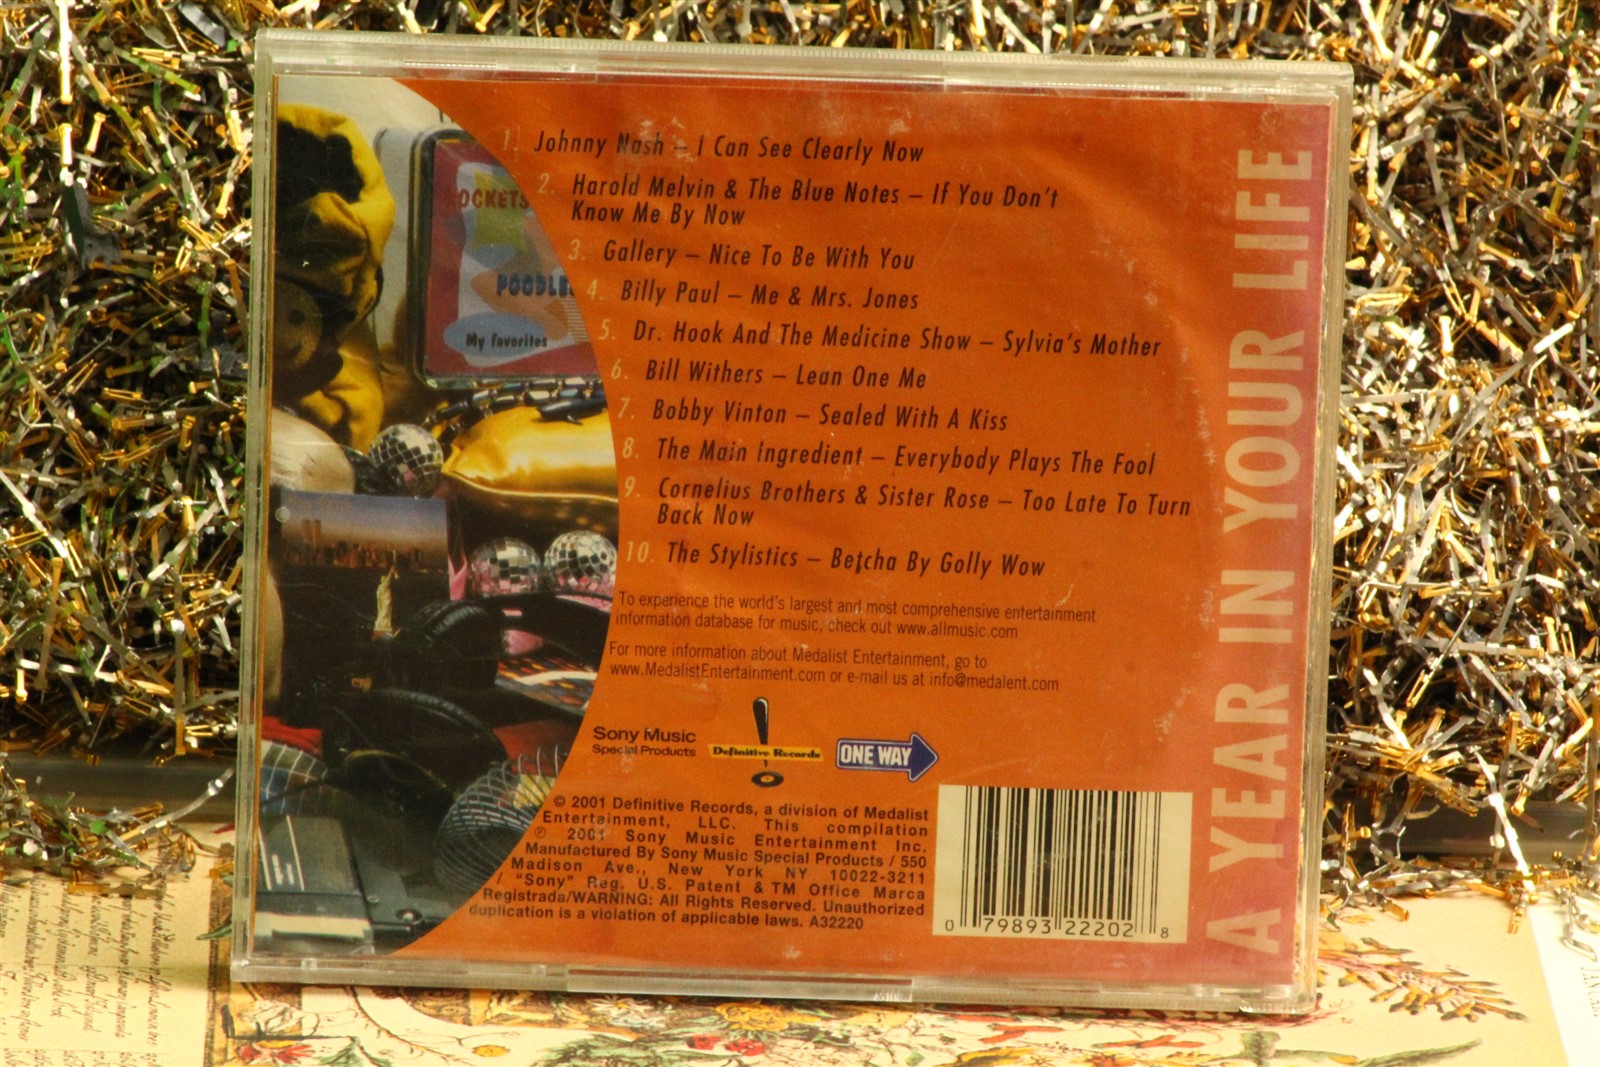 1. Johnny Nash – I Can See Clearly Now
2. Harold Melvin & The Blue Notes – If You Don't
Know Me By Now
3. Gallery – Nice To Be With You
4. Billy Paul – Me & Mrs. Jones
5. Dr. Hook And The Medicine Show – Sylvia's Mother
6. Bill Withers – Lean One Me
7. Bobby Vinton – Sealed With A Kiss
8. The Main Ingredient – Everybody Plays The Fool
9. Cornelius Brothers & Sister Rose – Too Late To Turn
Back Now
10. The Stylistics – Betcha By Golly Wow
To experience the world's largest and most comprehensive entertainment
information database for music, check out www.allmusic.com
For more information about Medalist Entertainment, go to
www.MedalistEntertainment.com or e-mail us at info@medalent.com
Sony Music
Special Products
Definitive Records
ONE WAY
© 2001 Definitive Records, a division of Medalist
Entertainment, LLC. This compilation
℗ 2001 Sony Music Entertainment Inc.
Manufactured By Sony Music Special Products / 550
Madison Ave., New York NY 10022-3211
/ "Sony" Reg. U.S. Patent & TM Office Marca
Registrada/WARNING: All Rights Reserved. Unauthorized
duplication is a violation of applicable laws. A32220
0 79893 22202 8
A YEAR IN YOUR LIFE
ROCKETS
POODLE
My favorites